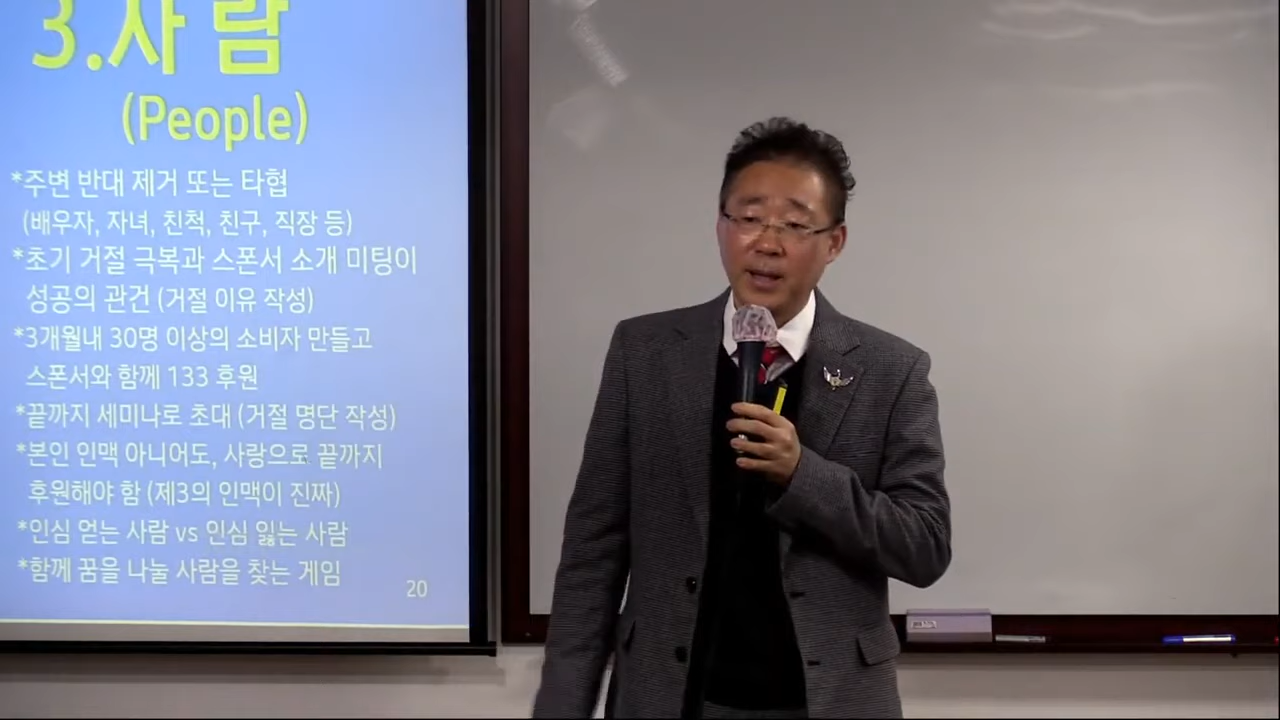 3.사 람
(People)
*주변 반대 제거 또는 타협
(배우자, 자녀, 친척, 친구, 직장 등)
*초기 거절 극복과 스폰서 소개 미팅이
성공의 관건 (거절 이유 작성)
*3개월내 30명 이상의 소비자 만들고
스폰서와 함께 133 후원
*끝까지 세미나로 초대 (거절 명단 작성)
*본인 인맥 아니어도, 사랑으로 끝까지
후원해야 함 (제3의 인맥이 진짜)
*인심 얻는 사람 vs 인심 잃는 사람
*함께 꿈을 나눌 사람을 찾는 게임
20